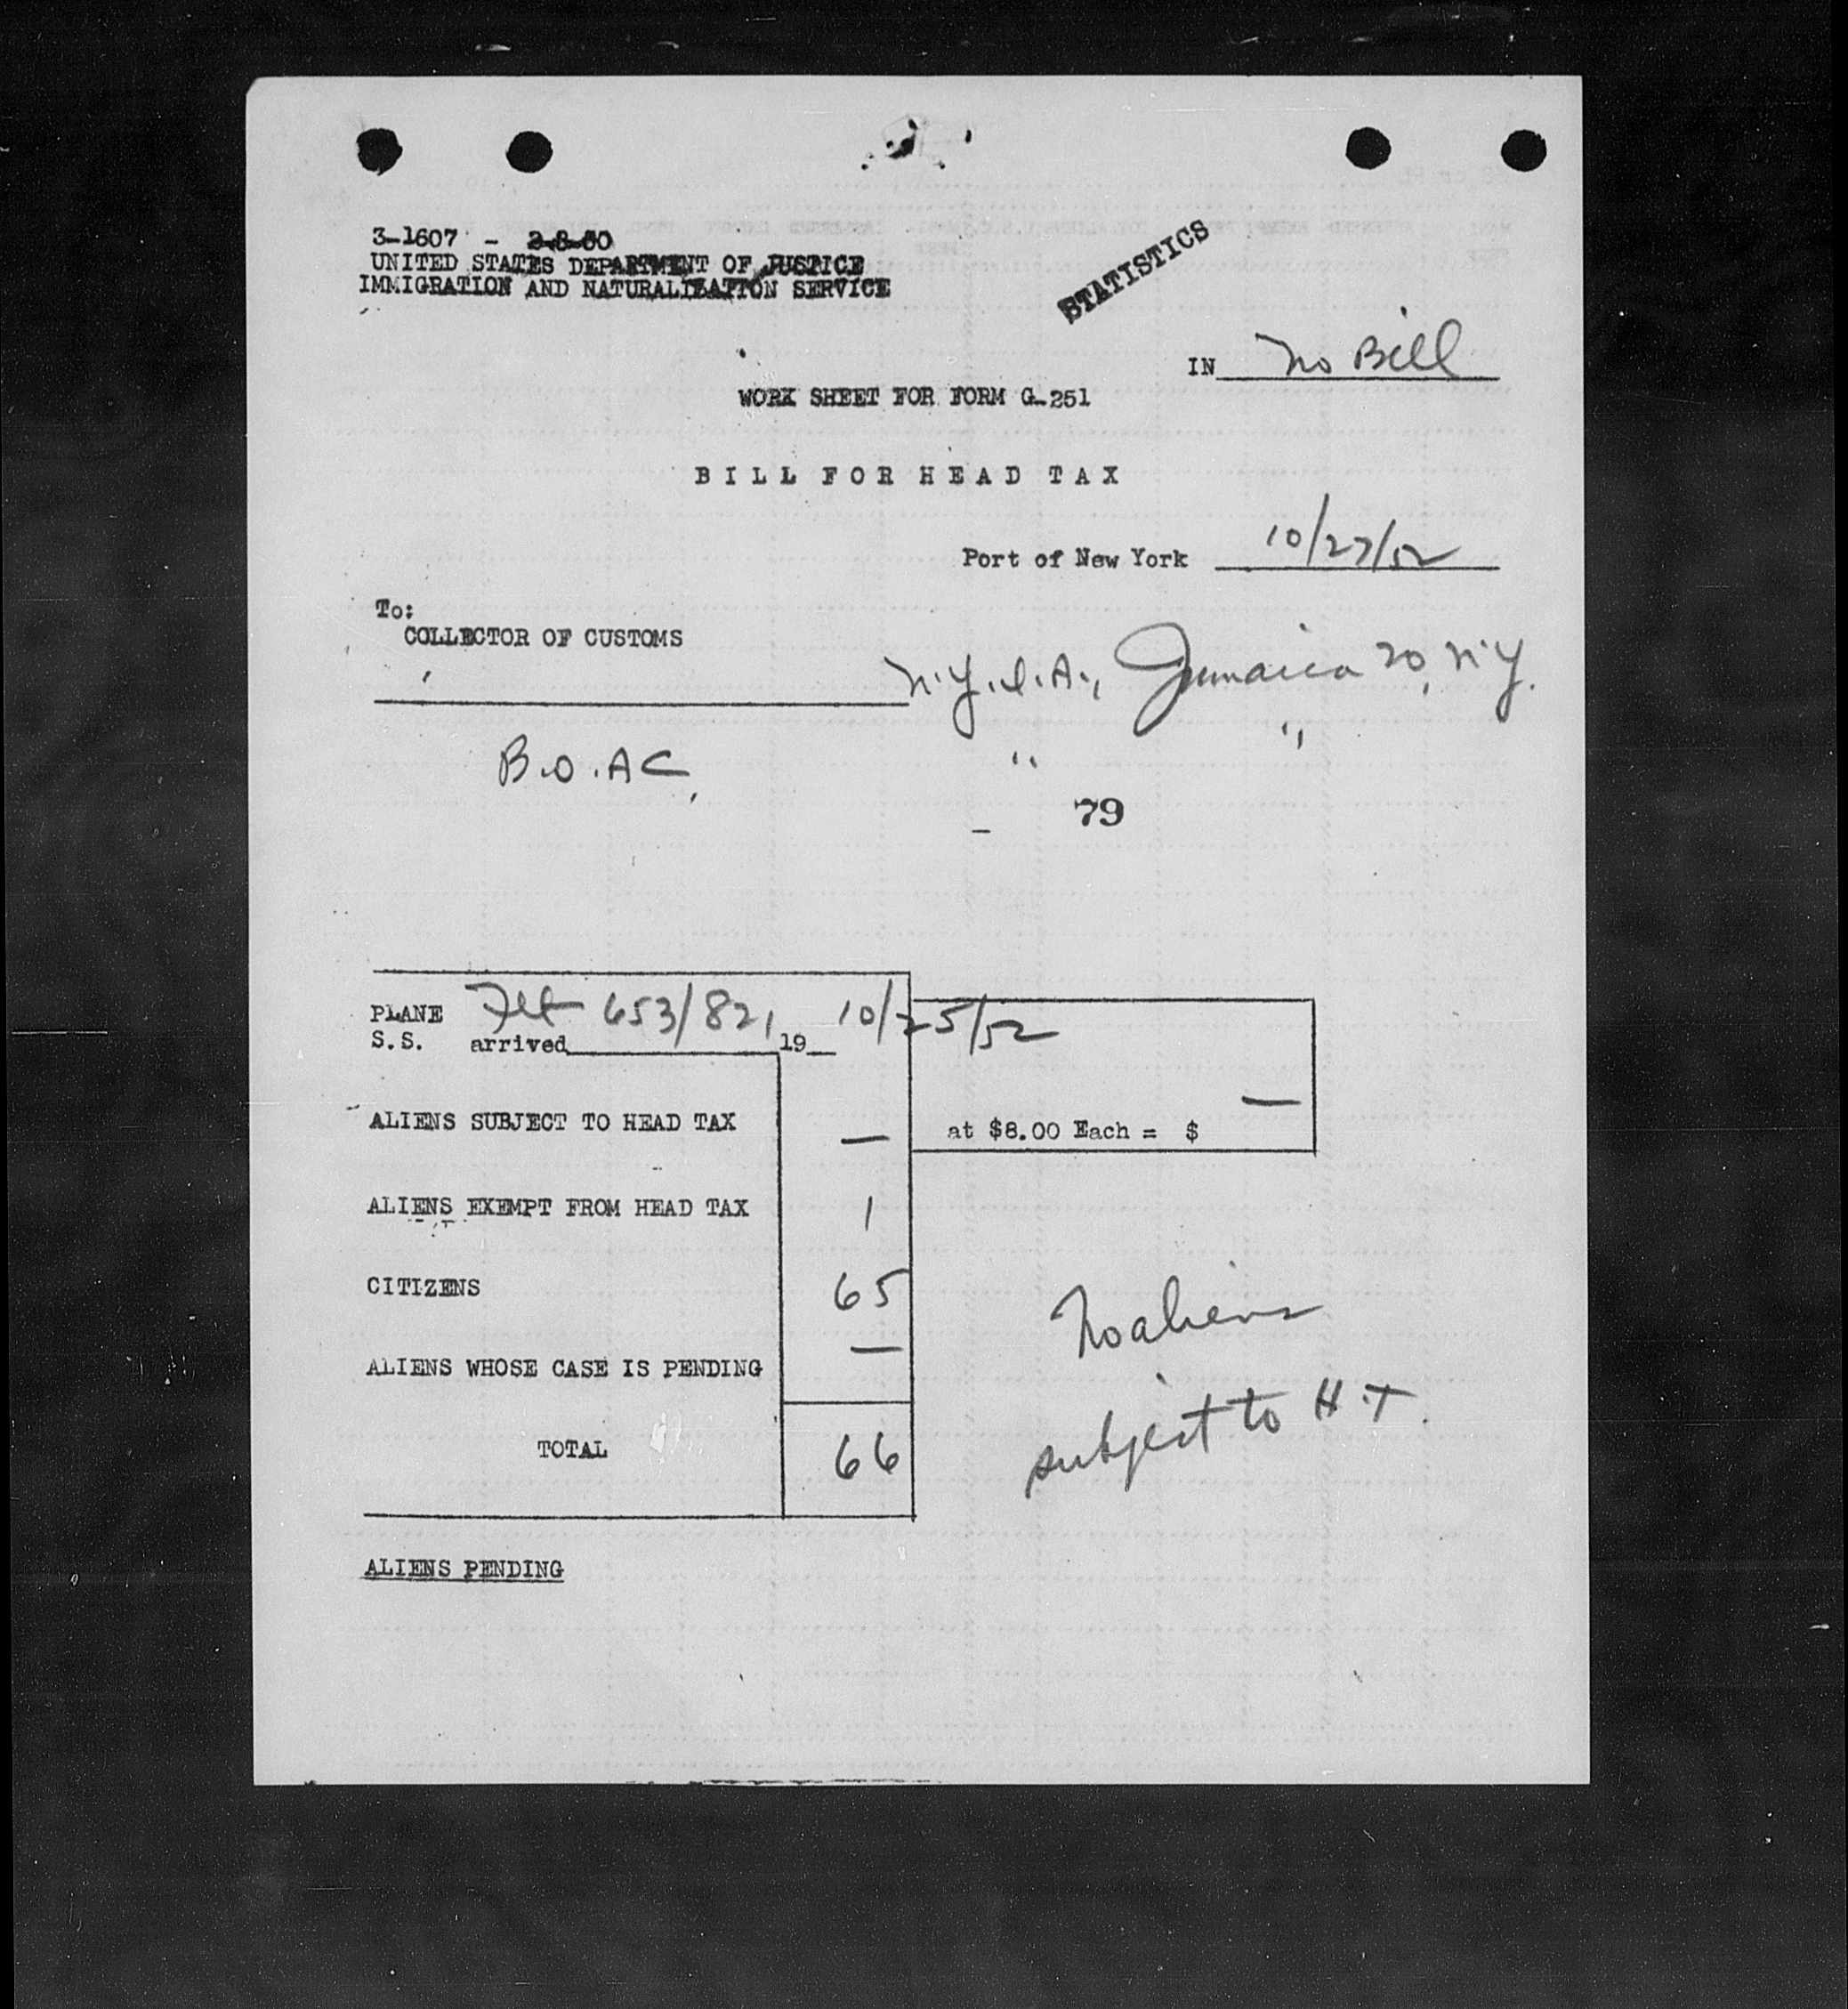 3-1607 - 2-8-50
UNITED STATES DEPARTMENT OF JUSTICE
IMMIGRATION AND NATURALIZATION SERVICE
STATISTICS
IN No Bill
WORK SHEET FOR FORM G-251
BILL FOR HEAD TAX
Port of New York 10/27/52
To:
COLLECTOR OF CUSTOMS
N.Y.I.A., Jamaica 20, N.Y.
B.O.AC, " "
79
PLANE Flt 653/821 10/25/52
S.S. arrived 19
ALIENS SUBJECT TO HEAD TAX — at $8.00 Each = $ —
ALIENS EXEMPT FROM HEAD TAX 1
CITIZENS 65
No aliens
ALIENS WHOSE CASE IS PENDING —
subject to H.T.
TOTAL 66
ALIENS PENDING